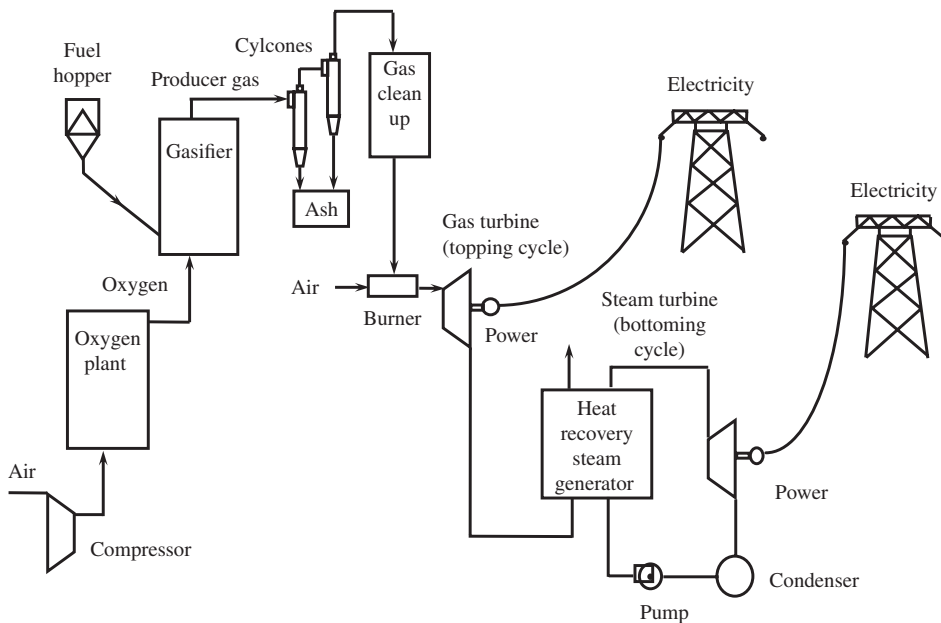 Fuel
hopper
Cylcones
Producer gas
Gas
clean
up
Electricity
Gasifier
Ash
Electricity
Gas turbine
(topping cycle)
Oxygen
Air
Burner
Power
Steam turbine
(bottoming
cycle)
Oxygen
plant
Heat
recovery
steam
generator
Air
Power
Compressor
Condenser
Pump